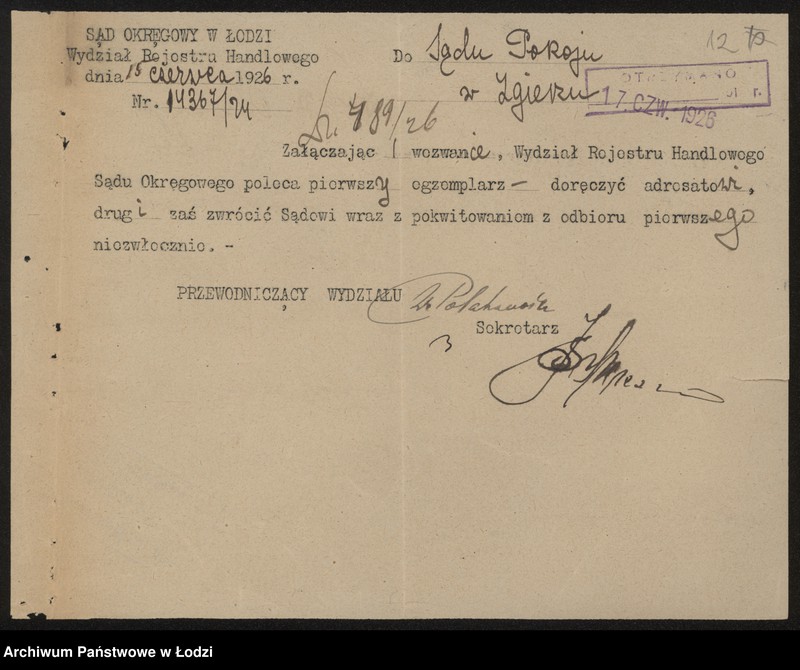 SĄD OKRĘGOWY W ŁODZI
Wydział Rejestru Handlowego
dnia 15 czerwca 1926 r.
Nr. 14367/24
Do Sądu Pokoju
w Zgierzu
12
OTRZYMANO
17. CZW. 1926 r.
789/26
Załączając 1 wezwanie, Wydział Rejestru Handlowego
Sądu Okręgowego poleca pierwszy egzemplarz – doręczyć adresatowi,
drugi zaś zwrócić Sądowi wraz z pokwitowaniem z odbioru pierwszego
niezwłocznie. –
PRZEWODNICZĄCY WYDZIAŁU
Sekretarz
Archiwum Państwowe w Łodzi